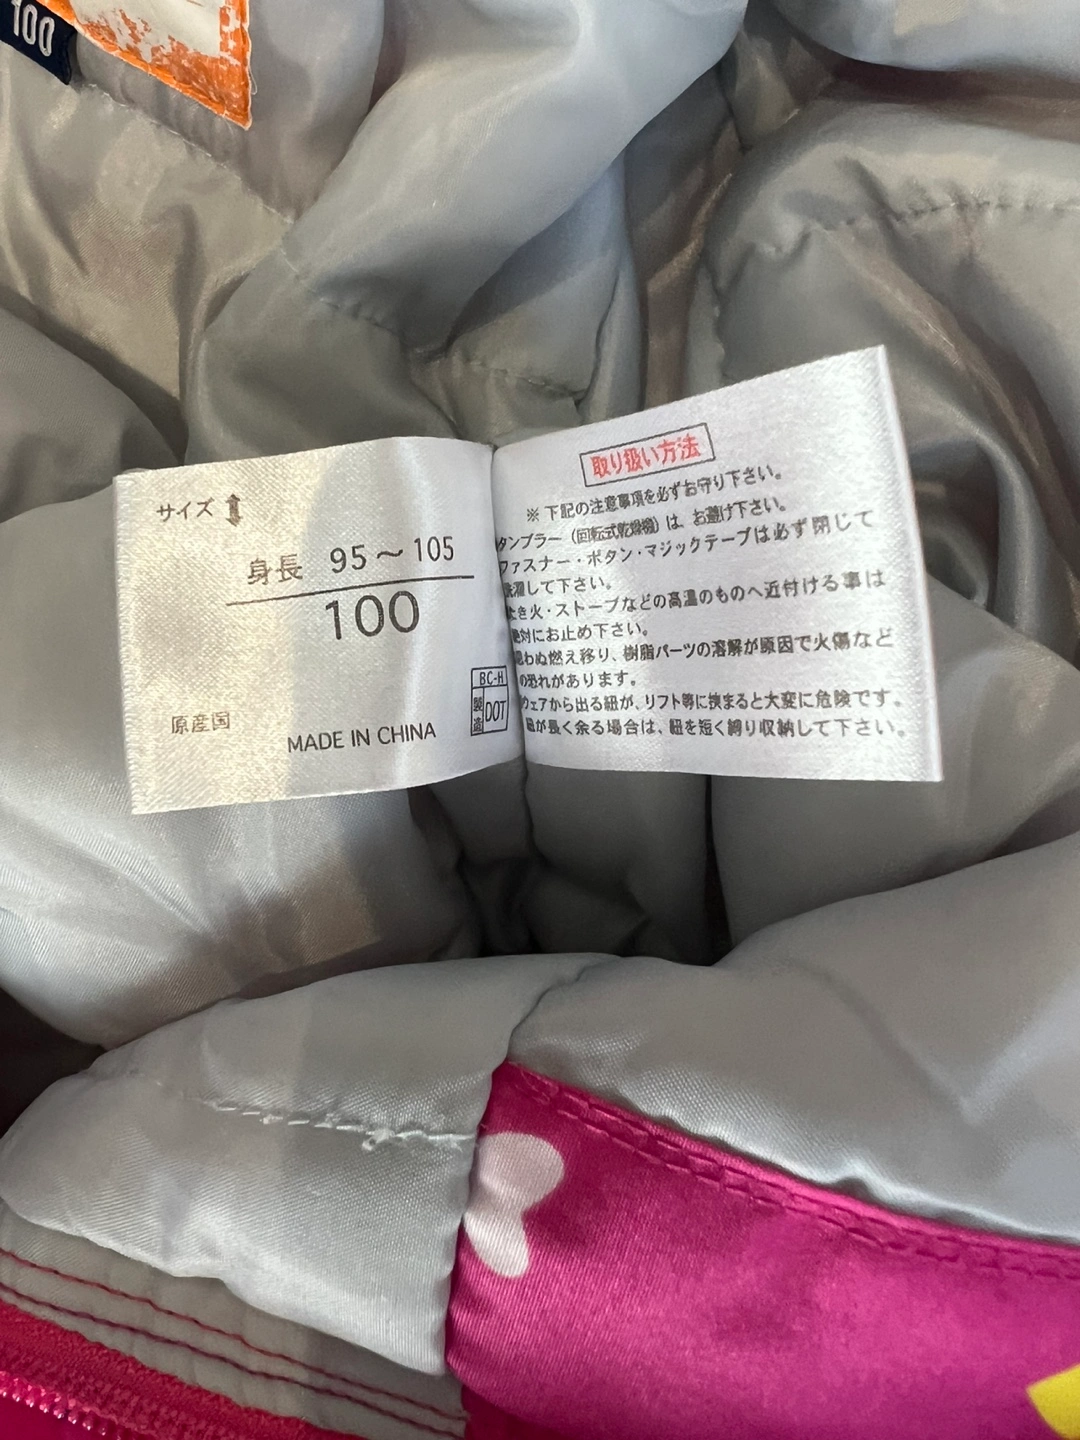 100
サイズ
身長 95～105
100
原産国
MADE IN CHINA
BC-H
製造
DOT
取り扱い方法
※ 下記の注意事項を必ずお守り下さい。
タンブラー（回転式乾燥機）は、お避け下さい。
ファスナー・ボタン・マジックテープは必ず閉じて
洗濯して下さい。
たき火・ストーブなどの高温のものへ近付ける事は
絶対にお止め下さい。
思わぬ燃え移り、樹脂パーツの溶解が原因で火傷など
の恐れがあります。
ウェアから出る紐が、リフト等に挟まると大変に危険です。
紐が長く余る場合は、紐を短く縛り収納して下さい。